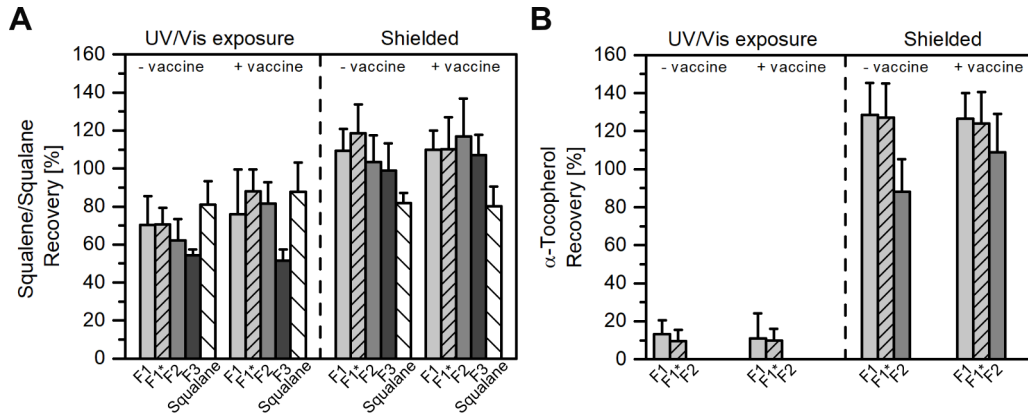 A
UV/Vis exposure
Shielded
- vaccine
+ vaccine
- vaccine
+ vaccine
Squalene/Squalane
Recovery [%]
160
140
120
100
80
60
40
20
0
F1
F1*
F2
F3
Squalane
F1
F1*
F2
F3
Squalane
F1
F1*
F2
F3
Squalane
F1
F1*
F2
F3
Squalane
B
UV/Vis exposure
Shielded
- vaccine
+ vaccine
- vaccine
+ vaccine
α-Tocopherol
Recovery [%]
160
140
120
100
80
60
40
20
0
F1
F1*
F2
F1
F1*
F2
F1
F1*
F2
F1
F1*
F2